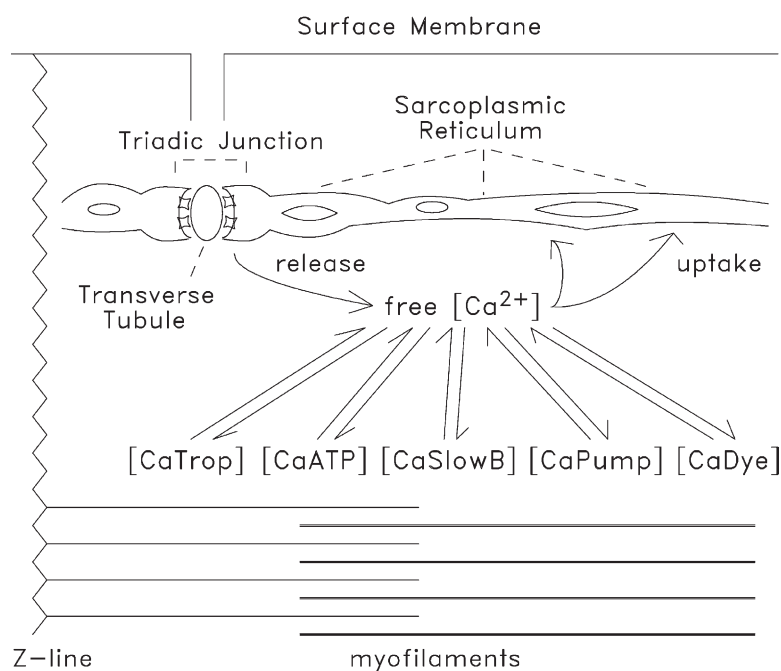 Surface Membrane
Triadic Junction
Sarcoplasmic
Reticulum
release
uptake
Transverse
Tubule
free [Ca²⁺]
[CaTrop] [CaATP] [CaSlowB] [CaPump] [CaDye]
Z-line
myofilaments